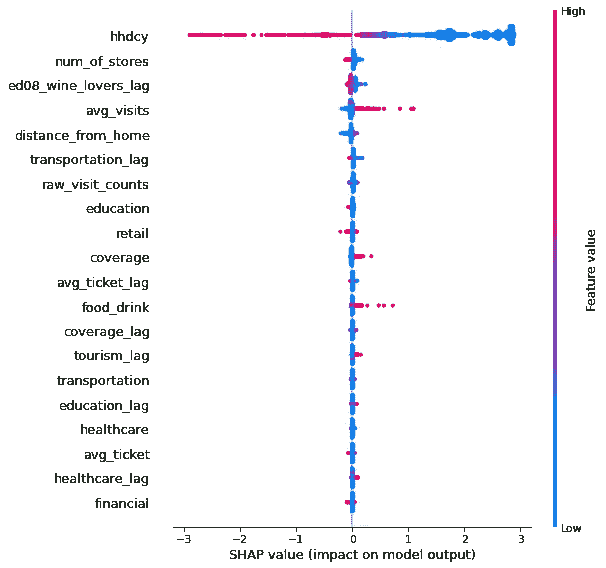 High
hhdcy
num_of_stores
ed08_wine_lovers_lag
avg_visits
distance_from_home
transportation_lag
raw_visit_counts
education
retail
coverage
avg_ticket_lag
food_drink
coverage_lag
tourism_lag
transportation
education_lag
healthcare
avg_ticket
healthcare_lag
financial
Feature value
Low
−3 −2 −1 0 1 2 3
SHAP value (impact on model output)